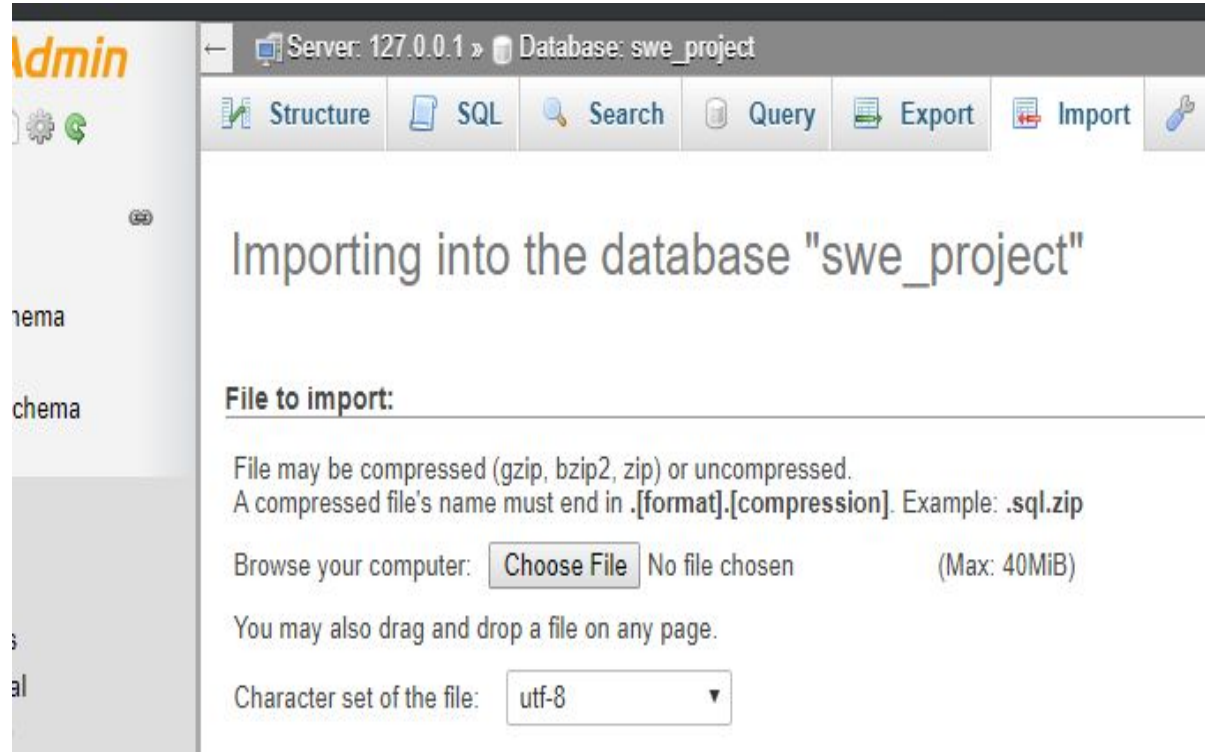 Admin
← Server: 127.0.0.1 » Database: swe_project
Structure SQL Search Query Export Import
Importing into the database "swe_project"
hema
chema
File to import:
File may be compressed (gzip, bzip2, zip) or uncompressed.
A compressed file's name must end in .[format].[compression]. Example: .sql.zip
Browse your computer: Choose File No file chosen (Max: 40MiB)
You may also drag and drop a file on any page.
s
al
Character set of the file: utf-8